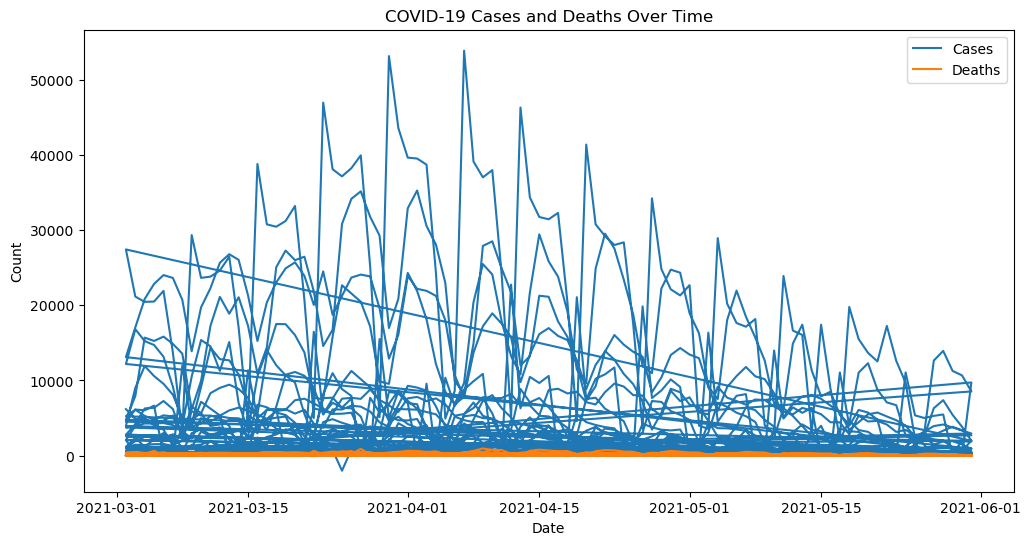 COVID-19 Cases and Deaths Over Time
Cases
Deaths
50000
40000
30000
20000
10000
0
Count
2021-03-01
2021-03-15
2021-04-01
2021-04-15
2021-05-01
2021-05-15
2021-06-01
Date